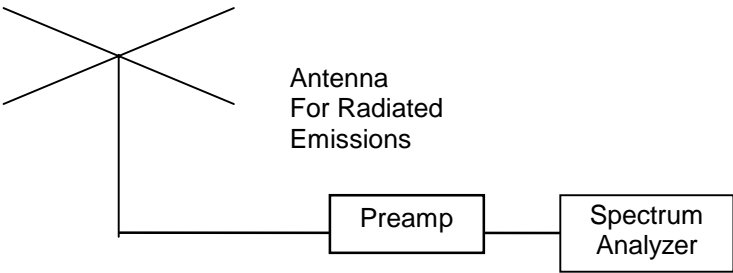 Antenna
For Radiated
Emissions
Preamp
Spectrum
Analyzer